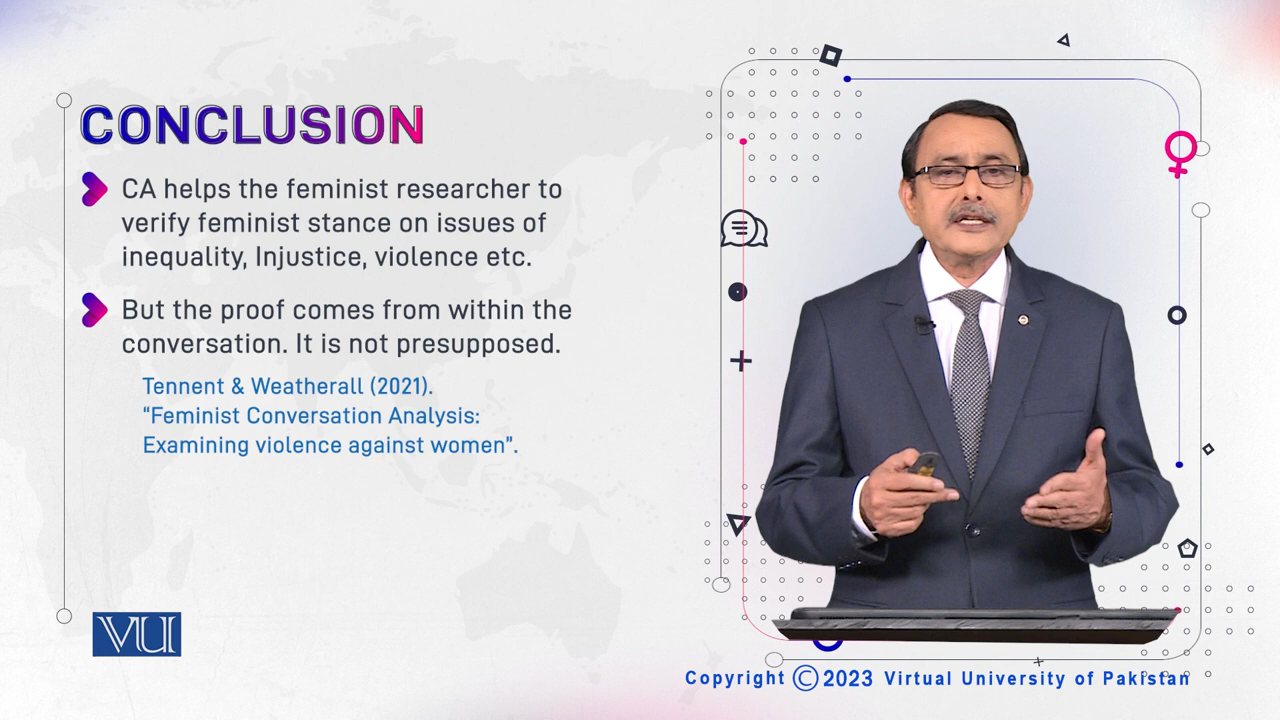 CONCLUSION
CA helps the feminist researcher to
verify feminist stance on issues of
inequality, Injustice, violence etc.
But the proof comes from within the
conversation. It is not presupposed.
Tennent & Weatherall (2021).
“Feminist Conversation Analysis:
Examining violence against women”.
VU
Copyright ©2023 Virtual University of Pakistan